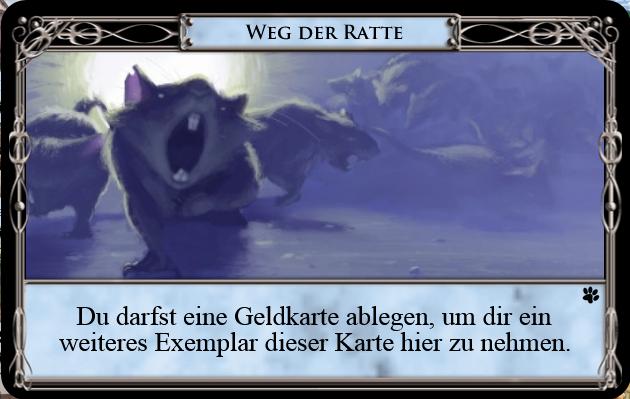 Weg der Ratte
Du darfst eine Geldkarte ablegen, um dir ein
weiteres Exemplar dieser Karte hier zu nehmen.